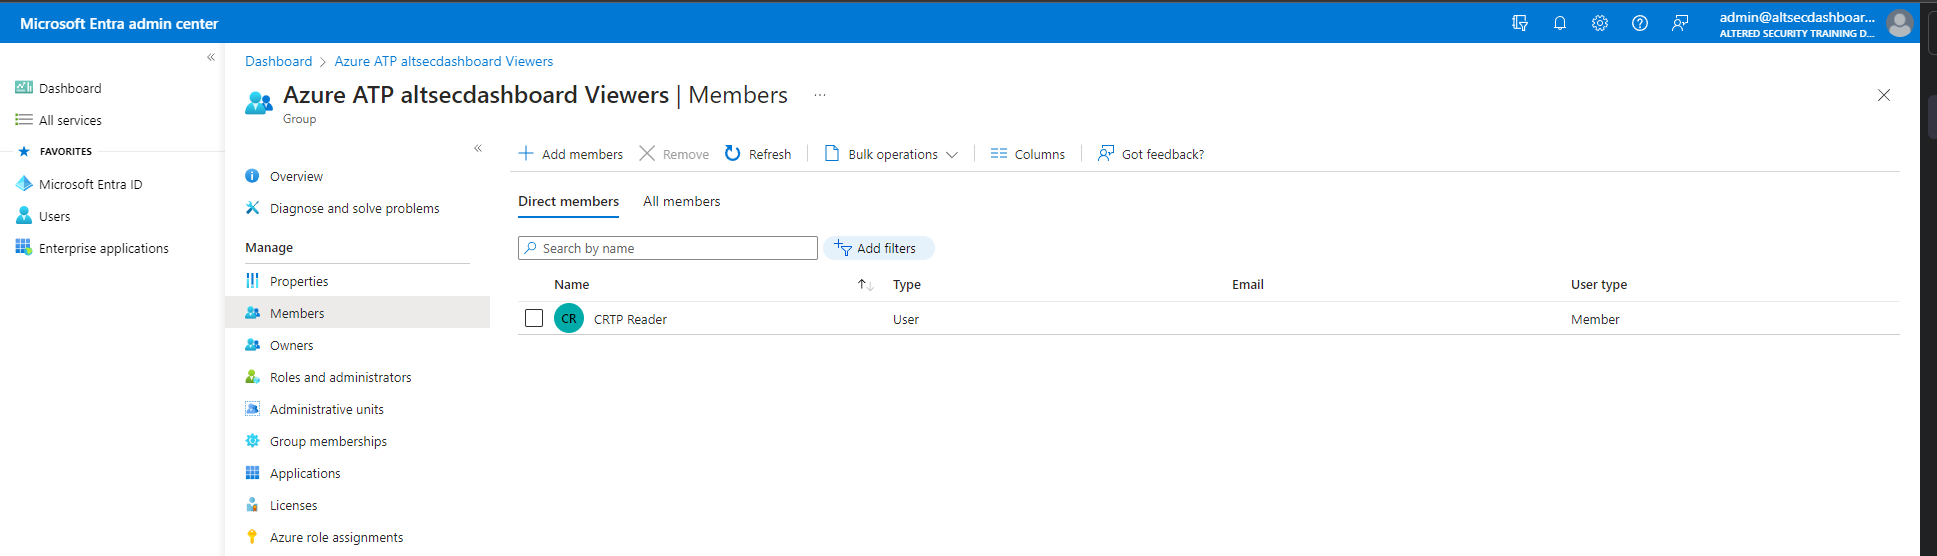 Microsoft Entra admin center
admin@altsecdashboar...
ALTERED SECURITY TRAINING D...
Dashboard
All services
FAVORITES
Microsoft Entra ID
Users
Enterprise applications
Dashboard > Azure ATP altsecdashboard Viewers
Azure ATP altsecdashboard Viewers | Members ...
Group
Overview
Diagnose and solve problems
Manage
Properties
Members
Owners
Roles and administrators
Administrative units
Group memberships
Applications
Licenses
Azure role assignments
Add members Remove Refresh Bulk operations Columns Got feedback?
Direct members All members
Search by name Add filters
Name Type Email User type
CR CRTP Reader User Member